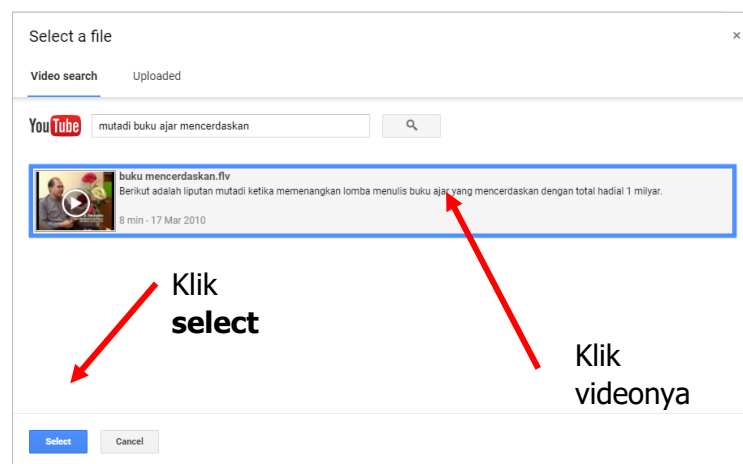 Select a file
×
Video search Uploaded
YouTube mutadi buku ajar mencerdaskan
buku mencerdaskan.flv
Berikut adalah liputan mutadi ketika memenangkan lomba menulis buku ajar yang mencerdaskan dengan total hadial 1 milyar.
8 min - 17 Mar 2010
Klik
select
Klik
videonya
Select Cancel